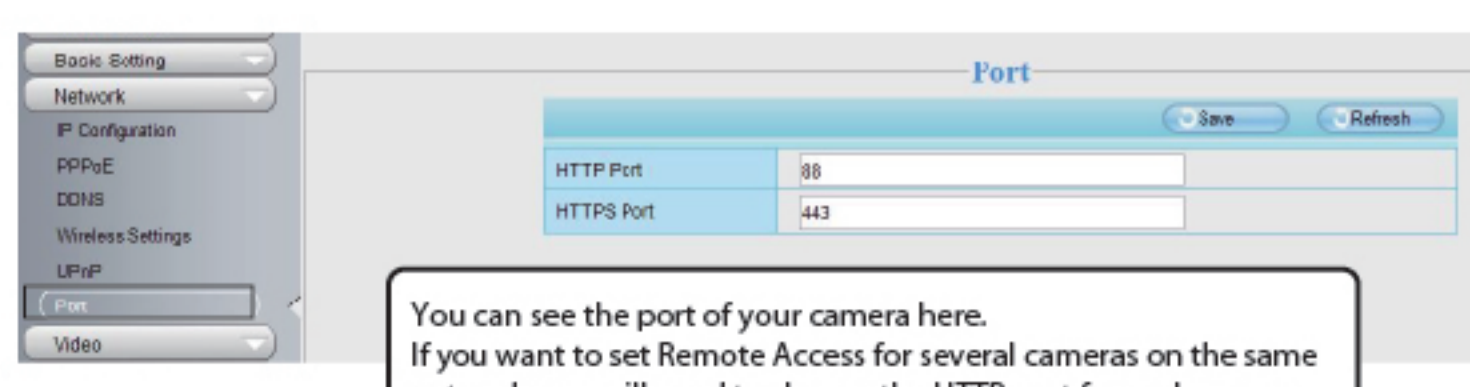 Basic Setting
Network
IP Configuration
PPPoE
DDNS
Wireless Settings
UPnP
Port
Video
Port
Save Refresh
HTTP Port 88
HTTPS Port 443
You can see the port of your camera here.
If you want to set Remote Access for several cameras on the same